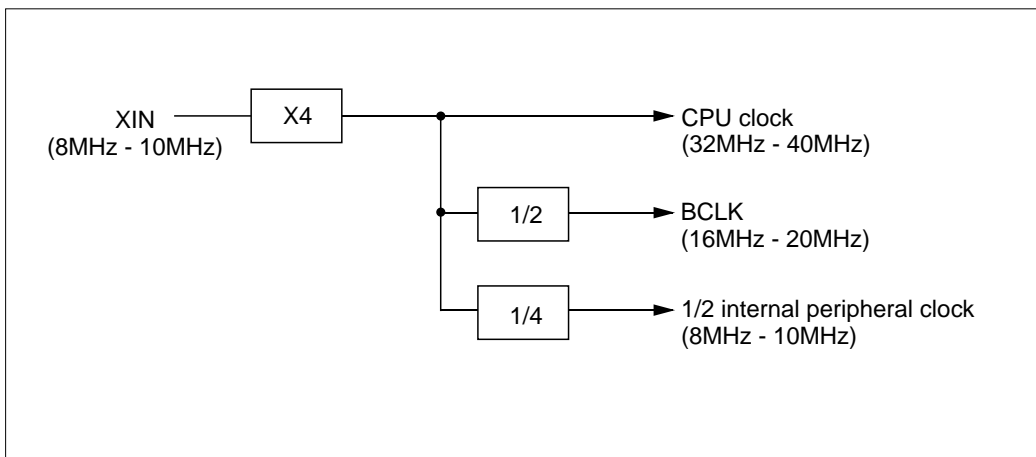 XIN
(8MHz - 10MHz)
X4
CPU clock
(32MHz - 40MHz)
1/2
BCLK
(16MHz - 20MHz)
1/4
1/2 internal peripheral clock
(8MHz - 10MHz)